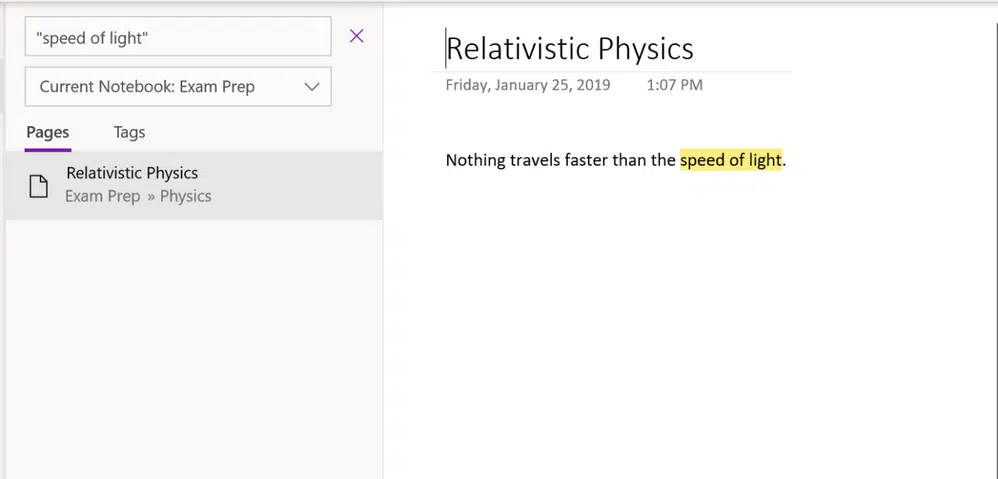 "speed of light"
Current Notebook: Exam Prep
Pages Tags
Relativistic Physics
Exam Prep » Physics
Relativistic Physics
Friday, January 25, 2019 1:07 PM
Nothing travels faster than the speed of light.